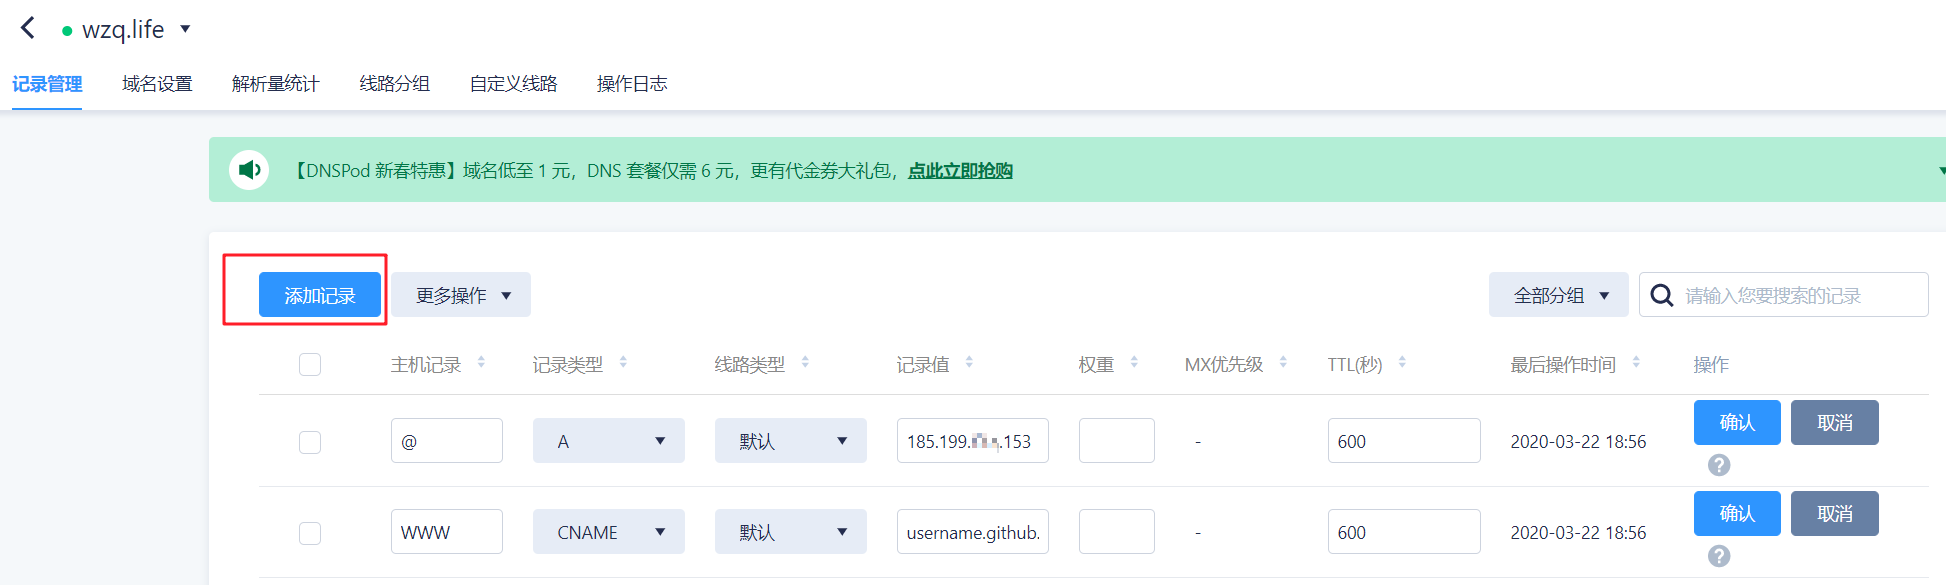 wzq.life
记录管理 域名设置 解析量统计 线路分组 自定义线路 操作日志
【DNSPod 新春特惠】域名低至 1 元，DNS 套餐仅需 6 元，更有代金券大礼包，点此立即抢购
添加记录 更多操作 全部分组 请输入您要搜索的记录
主机记录 记录类型 线路类型 记录值 权重 MX优先级 TTL(秒) 最后操作时间 操作
@ A 默认 185.199. .153 - 600 2020-03-22 18:56 确认 取消
?
WWW CNAME 默认 username.github. - 600 2020-03-22 18:56 确认 取消
?